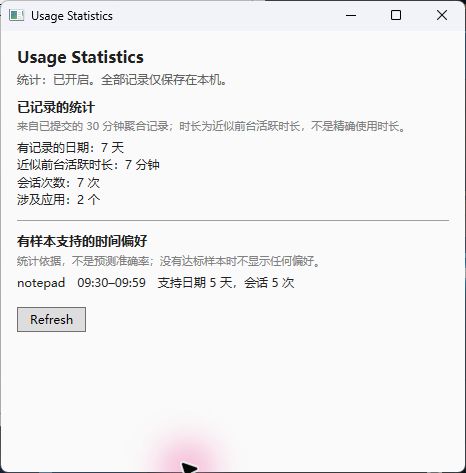 Usage Statistics
Usage Statistics
统计：已开启。全部记录仅保存在本机。
已记录的统计
来自已提交的 30 分钟聚合记录；时长为近似前台活跃时长，不是精确使用时长。
有记录的日期：7 天
近似前台活跃时长：7 分钟
会话次数：7 次
涉及应用：2 个
有样本支持的时间偏好
统计依据，不是预测准确率；没有达标样本时不显示任何偏好。
notepad 09:30–09:59 支持日期 5 天，会话 5 次
Refresh